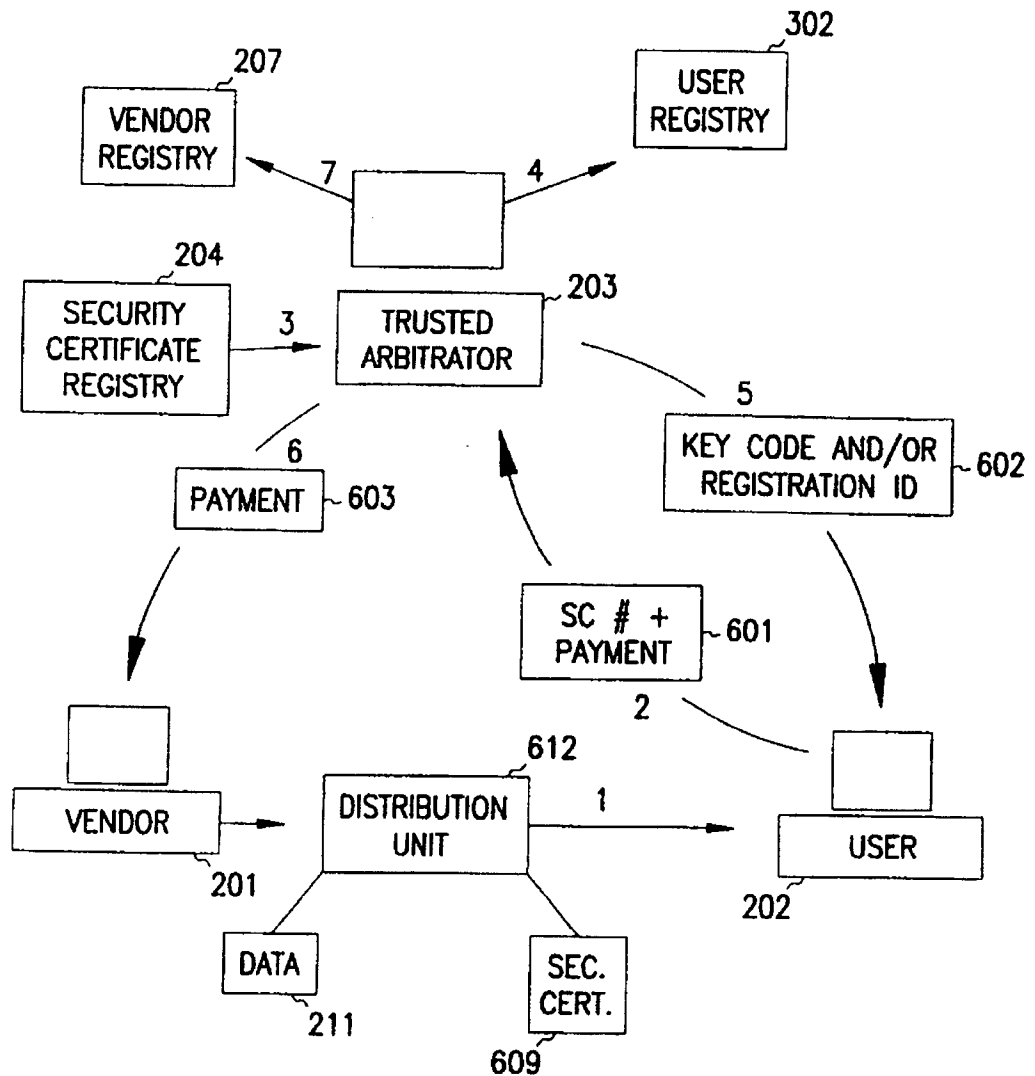 302
207
USER
REGISTRY
VENDOR
REGISTRY
7
4
204
203
SECURITY
CERTIFICATE
REGISTRY
3
TRUSTED
ARBITRATOR
5
6
KEY CODE AND/OR
REGISTRATION ID
602
PAYMENT
603
SC # +
PAYMENT
601
2
612
VENDOR
DISTRIBUTION
UNIT
1
USER
201
202
DATA
SEC.
CERT.
211
609